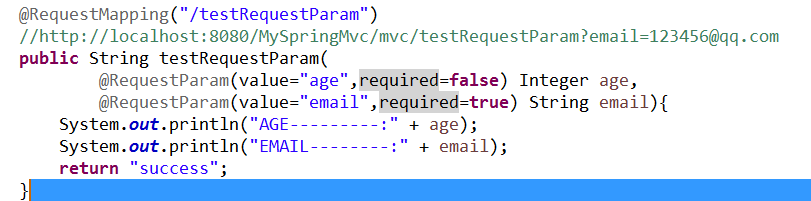 @RequestMapping("/testRequestParam")
//http://localhost:8080/MySpringMvc/mvc/testRequestParam?email=123456@qq.com
public String testRequestParam(
@RequestParam(value="age",required=false) Integer age,
@RequestParam(value="email",required=true) String email){
System.out.println("AGE---------:" + age);
System.out.println("EMAIL--------:" + email);
return "success";
}